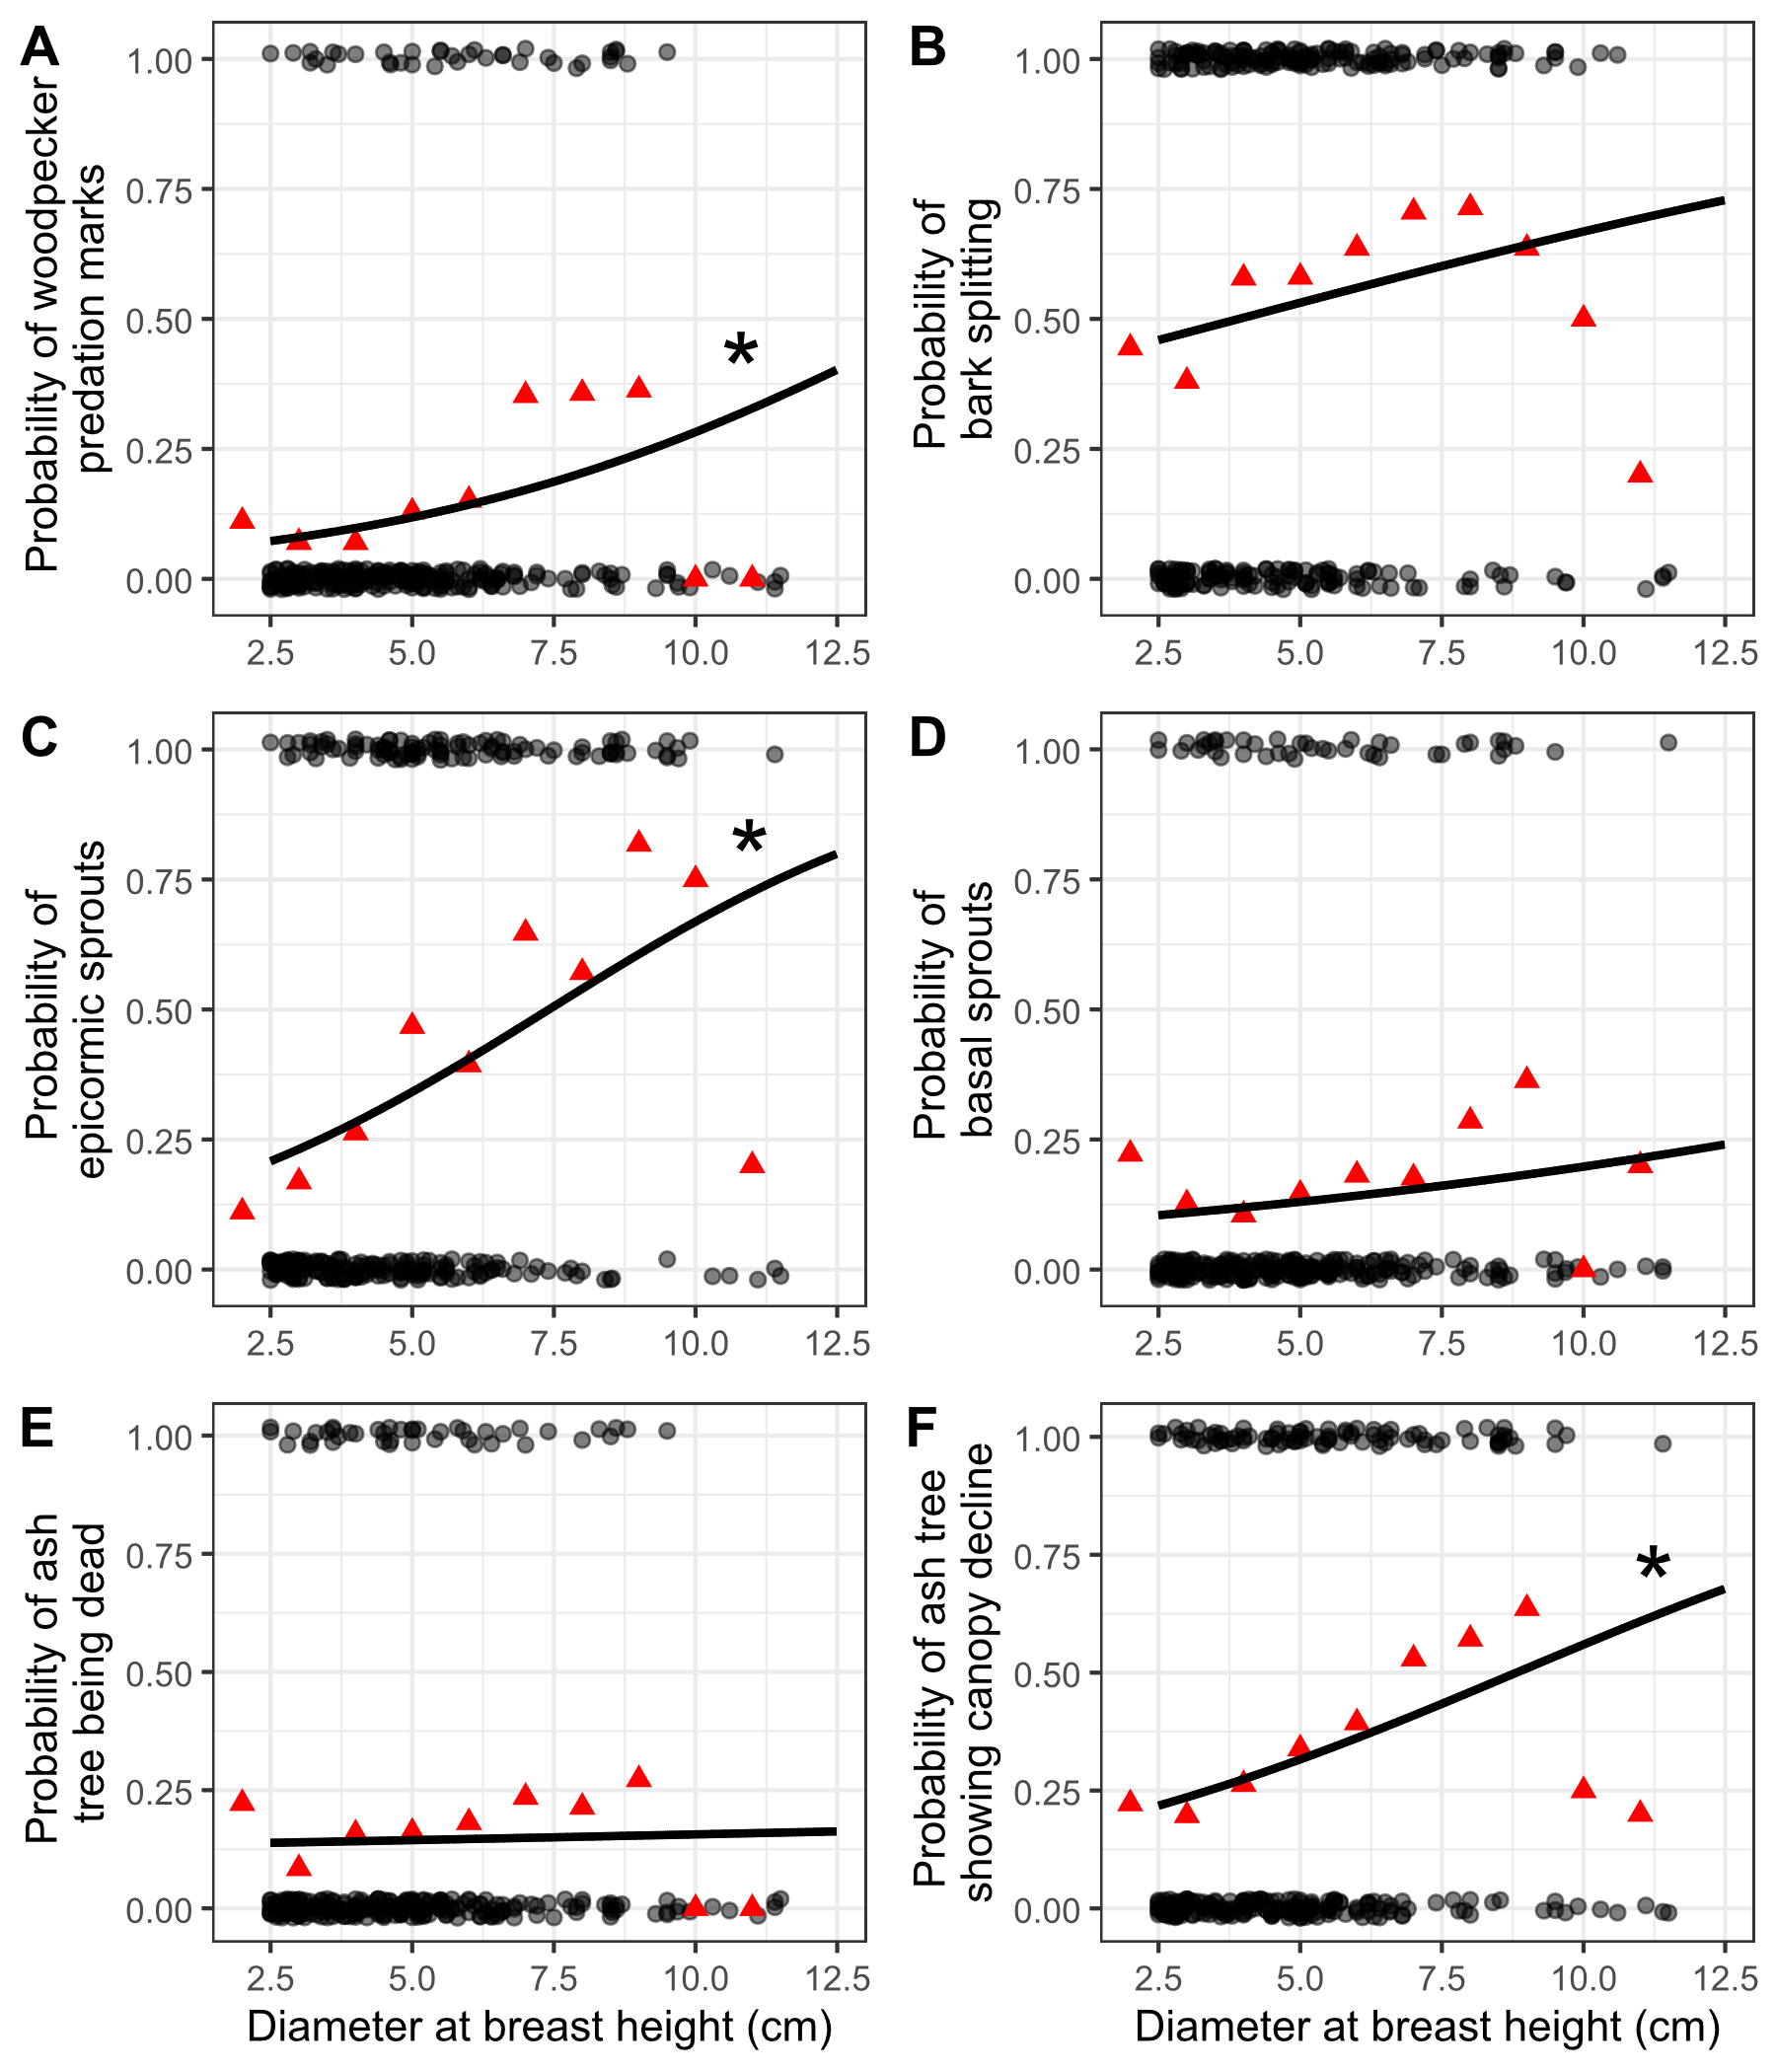 A
Probability of woodpecker
predation marks
1.00
0.75
0.50
0.25
0.00
*
2.5 5.0 7.5 10.0 12.5
B
Probability of
bark splitting
1.00
0.75
0.50
0.25
0.00
2.5 5.0 7.5 10.0 12.5
C
Probability of
epicormic sprouts
1.00
0.75
0.50
0.25
0.00
*
2.5 5.0 7.5 10.0 12.5
D
Probability of
basal sprouts
1.00
0.75
0.50
0.25
0.00
2.5 5.0 7.5 10.0 12.5
E
Probability of ash
tree being dead
1.00
0.75
0.50
0.25
0.00
2.5 5.0 7.5 10.0 12.5
Diameter at breast height (cm)
F
Probability of ash tree
showing canopy decline
1.00
0.75
0.50
0.25
0.00
*
2.5 5.0 7.5 10.0 12.5
Diameter at breast height (cm)